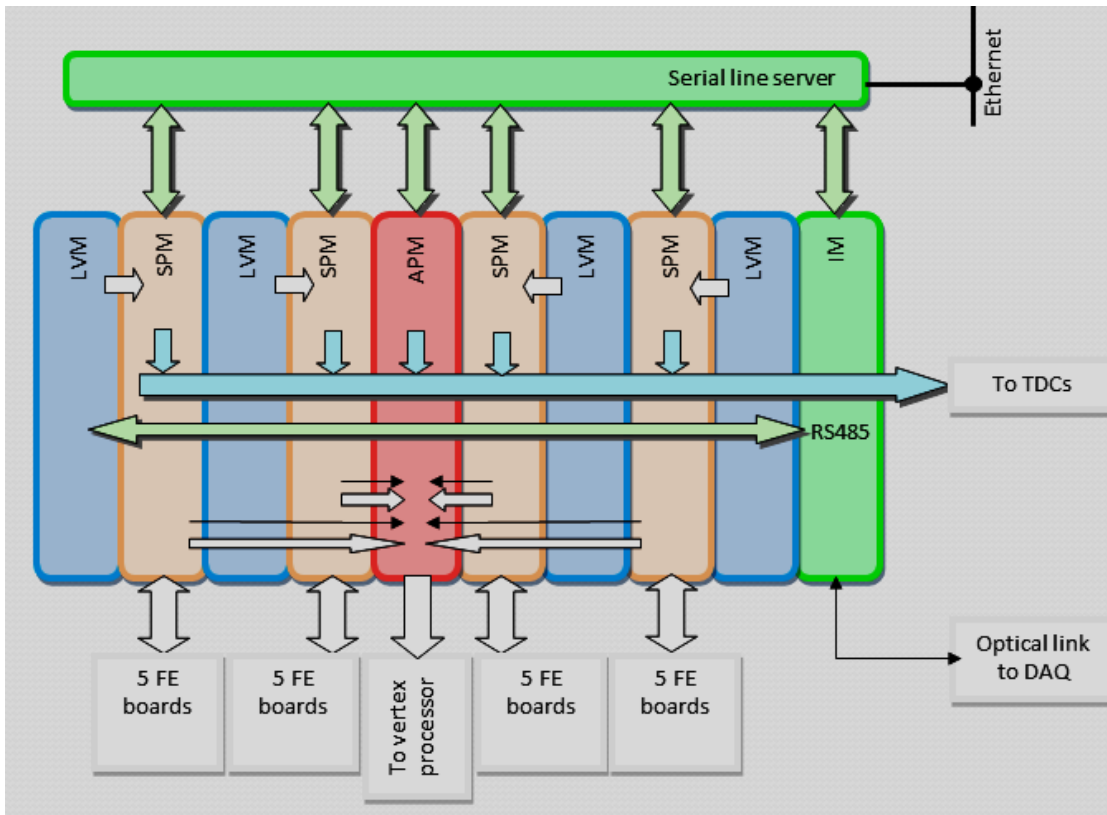 Serial line server
Ethernet
LVM
SPM
LVM
SPM
APM
SPM
LVM
SPM
LVM
IM
To TDCs
RS485
5 FE
boards
5 FE
boards
To vertex
processor
5 FE
boards
5 FE
boards
Optical link
to DAQ